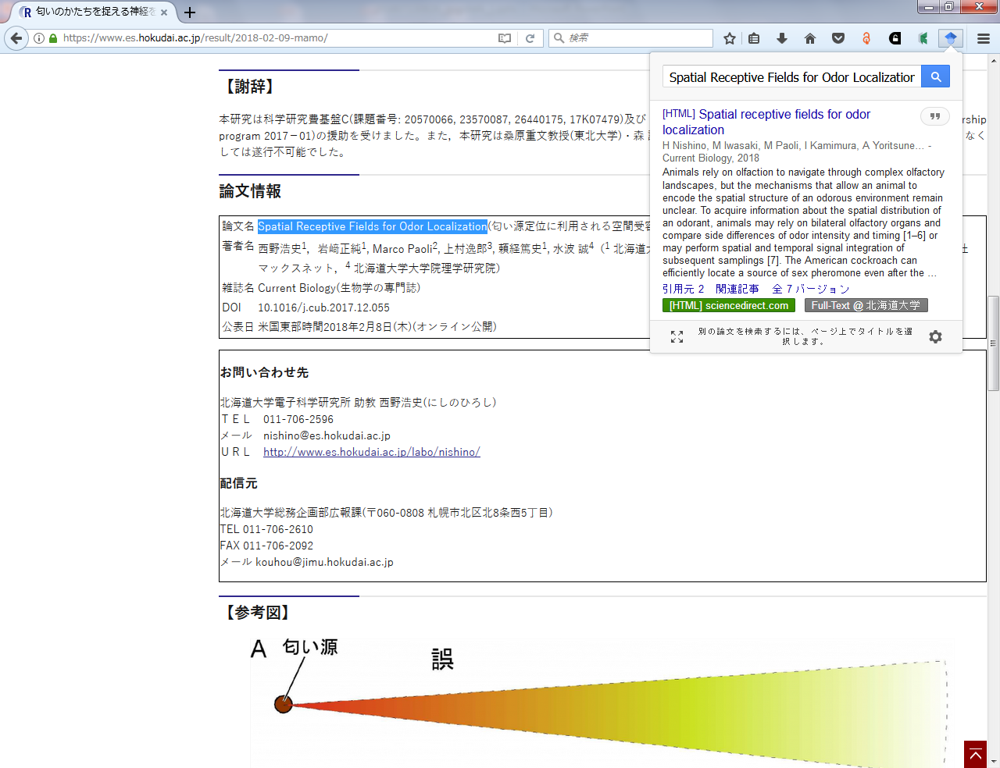 匂いのかたちを捉える神経を
https://www.es.hokudai.ac.jp/result/2018-02-09-mamo/
検索
【謝辞】
本研究は科学研究費基盤C(課題番号: 20570066, 23570087, 26440175, 17K07479)及び
rship
program 2017－01)の援助を受けました。また，本研究は桑原重文教授(東北大学)・森
なく
しては遂行不可能でした。
論文情報
論文名 Spatial Receptive Fields for Odor Localization(匂い源定位に利用される空間受容
著者名 西野浩史1，岩﨑正純1, Marco Paoli2, 上村逸郎3, 頼経篤史1, 水波 誠4（1 北海道
社
マックスネット，4 北海道大学大学院理学研究院）
雑誌名 Current Biology(生物学の専門誌)
DOI 10.1016/j.cub.2017.12.055
公表日 米国東部時間2018年2月8日(木)(オンライン公開)
Spatial Receptive Fields for Odor Localization
[HTML] Spatial receptive fields for odor
localization
H Nishino, M Iwasaki, M Paoli, I Kamimura, A Yoritsune… -
Current Biology, 2018
Animals rely on olfaction to navigate through complex olfactory
landscapes, but the mechanisms that allow an animal to
encode the spatial structure of an odorous environment remain
unclear. To acquire information about the spatial distribution of
an odorant, animals may rely on bilateral olfactory organs and
compare side differences of odor intensity and timing [1–6] or
may perform spatial and temporal signal integration of
subsequent samplings [7]. The American cockroach can
efficiently locate a source of sex pheromone even after the …
引用元 2 関連記事 全 7 バージョン
[HTML] sciencedirect.com Full-Text @ 北海道大学
別の論文を検索するには、ページ上でタイトルを選
択します。
お問い合わせ先
北海道大学電子科学研究所 助教 西野浩史(にしのひろし)
ＴＥＬ 011-706-2596
メール nishino@es.hokudai.ac.jp
ＵＲＬ http://www.es.hokudai.ac.jp/labo/nishino/
配信元
北海道大学総務企画部広報課(〒060-0808 札幌市北区北8条西5丁目)
TEL 011-706-2610
FAX 011-706-2092
メール kouhou@jimu.hokudai.ac.jp
【参考図】
A 匂い源 誤